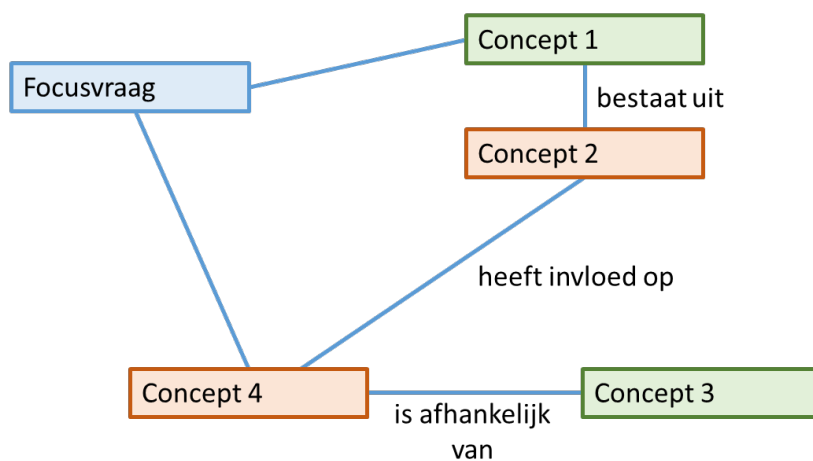 Concept 1
Focusvraag
bestaat uit
Concept 2
heeft invloed op
Concept 4
Concept 3
is afhankelijk
van